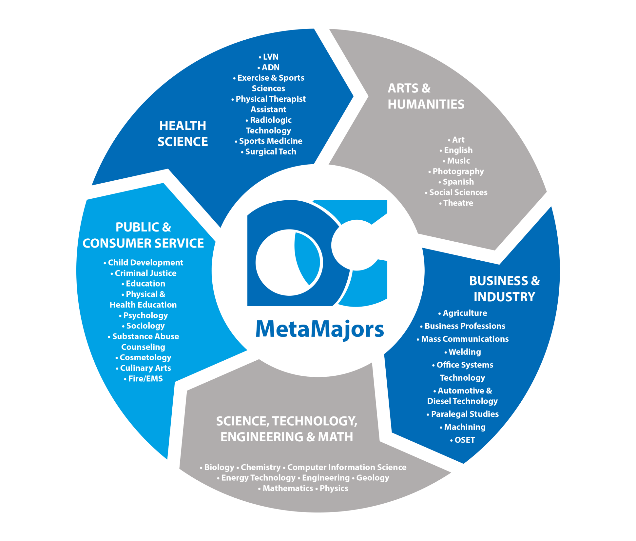 HEALTH
SCIENCE
• LVN
• ADN
• Exercise & Sports
Sciences
• Physical Therapist
Assistant
• Radiologic
Technology
• Sports Medicine
• Surgical Tech
ARTS &
HUMANITIES
• Art
• English
• Music
• Photography
• Spanish
• Social Sciences
• Theatre
BUSINESS &
INDUSTRY
• Agriculture
• Business Professions
• Mass Communications
• Welding
• Office Systems
Technology
• Automotive &
Diesel Technology
• Paralegal Studies
• Machining
• OSET
SCIENCE, TECHNOLOGY,
ENGINEERING & MATH
• Biology • Chemistry • Computer Information Science
• Energy Technology • Engineering • Geology
• Mathematics • Physics
PUBLIC &
CONSUMER SERVICE
• Child Development
• Criminal Justice
• Education
• Physical &
Health Education
• Psychology
• Sociology
• Substance Abuse
Counseling
• Cosmetology
• Culinary Arts
• Fire/EMS
DC
MetaMajors